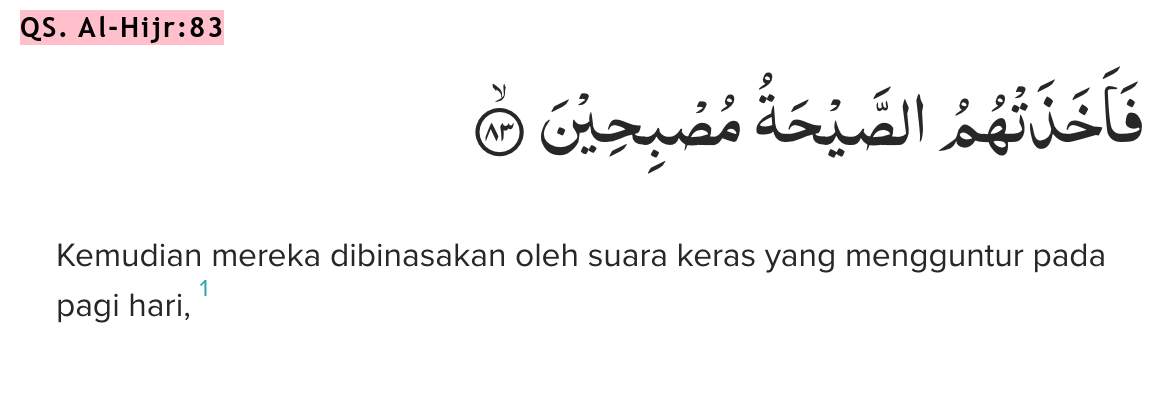 QS. Al-Hijr:83
فَاَخَذَتْهُمُ الصَّيْحَةُ مُصْبِحِيْنَۙ ٨٣
Kemudian mereka dibinasakan oleh suara keras yang mengguntur pada
pagi hari, 1